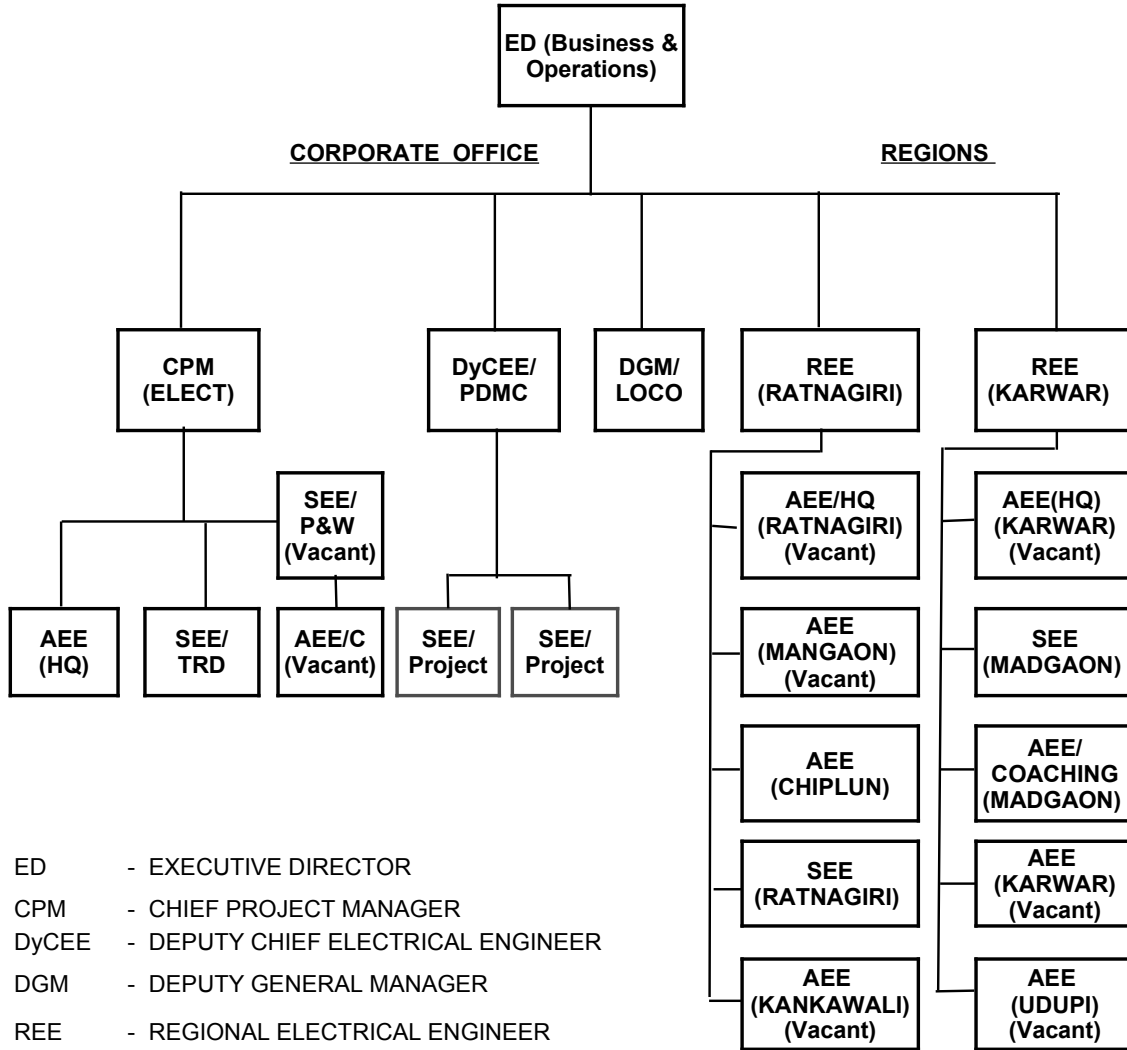 ED (Business &
Operations)
CORPORATE OFFICE
REGIONS
CPM
(ELECT)
DyCEE/
PDMC
DGM/
LOCO
REE
(RATNAGIRI)
REE
(KARWAR)
SEE/
P&W
(Vacant)
AEE
(HQ)
SEE/
TRD
AEE/C
(Vacant)
SEE/
Project
SEE/
Project
AEE/HQ
(RATNAGIRI)
(Vacant)
AEE
(MANGAON)
(Vacant)
AEE
(CHIPLUN)
SEE
(RATNAGIRI)
AEE
(KANKAWALI)
(Vacant)
AEE(HQ)
(KARWAR)
(Vacant)
SEE
(MADGAON)
AEE/
COACHING
(MADGAON)
AEE
(KARWAR)
(Vacant)
AEE
(UDUPI)
(Vacant)
ED - EXECUTIVE DIRECTOR
CPM - CHIEF PROJECT MANAGER
DyCEE - DEPUTY CHIEF ELECTRICAL ENGINEER
DGM - DEPUTY GENERAL MANAGER
REE - REGIONAL ELECTRICAL ENGINEER